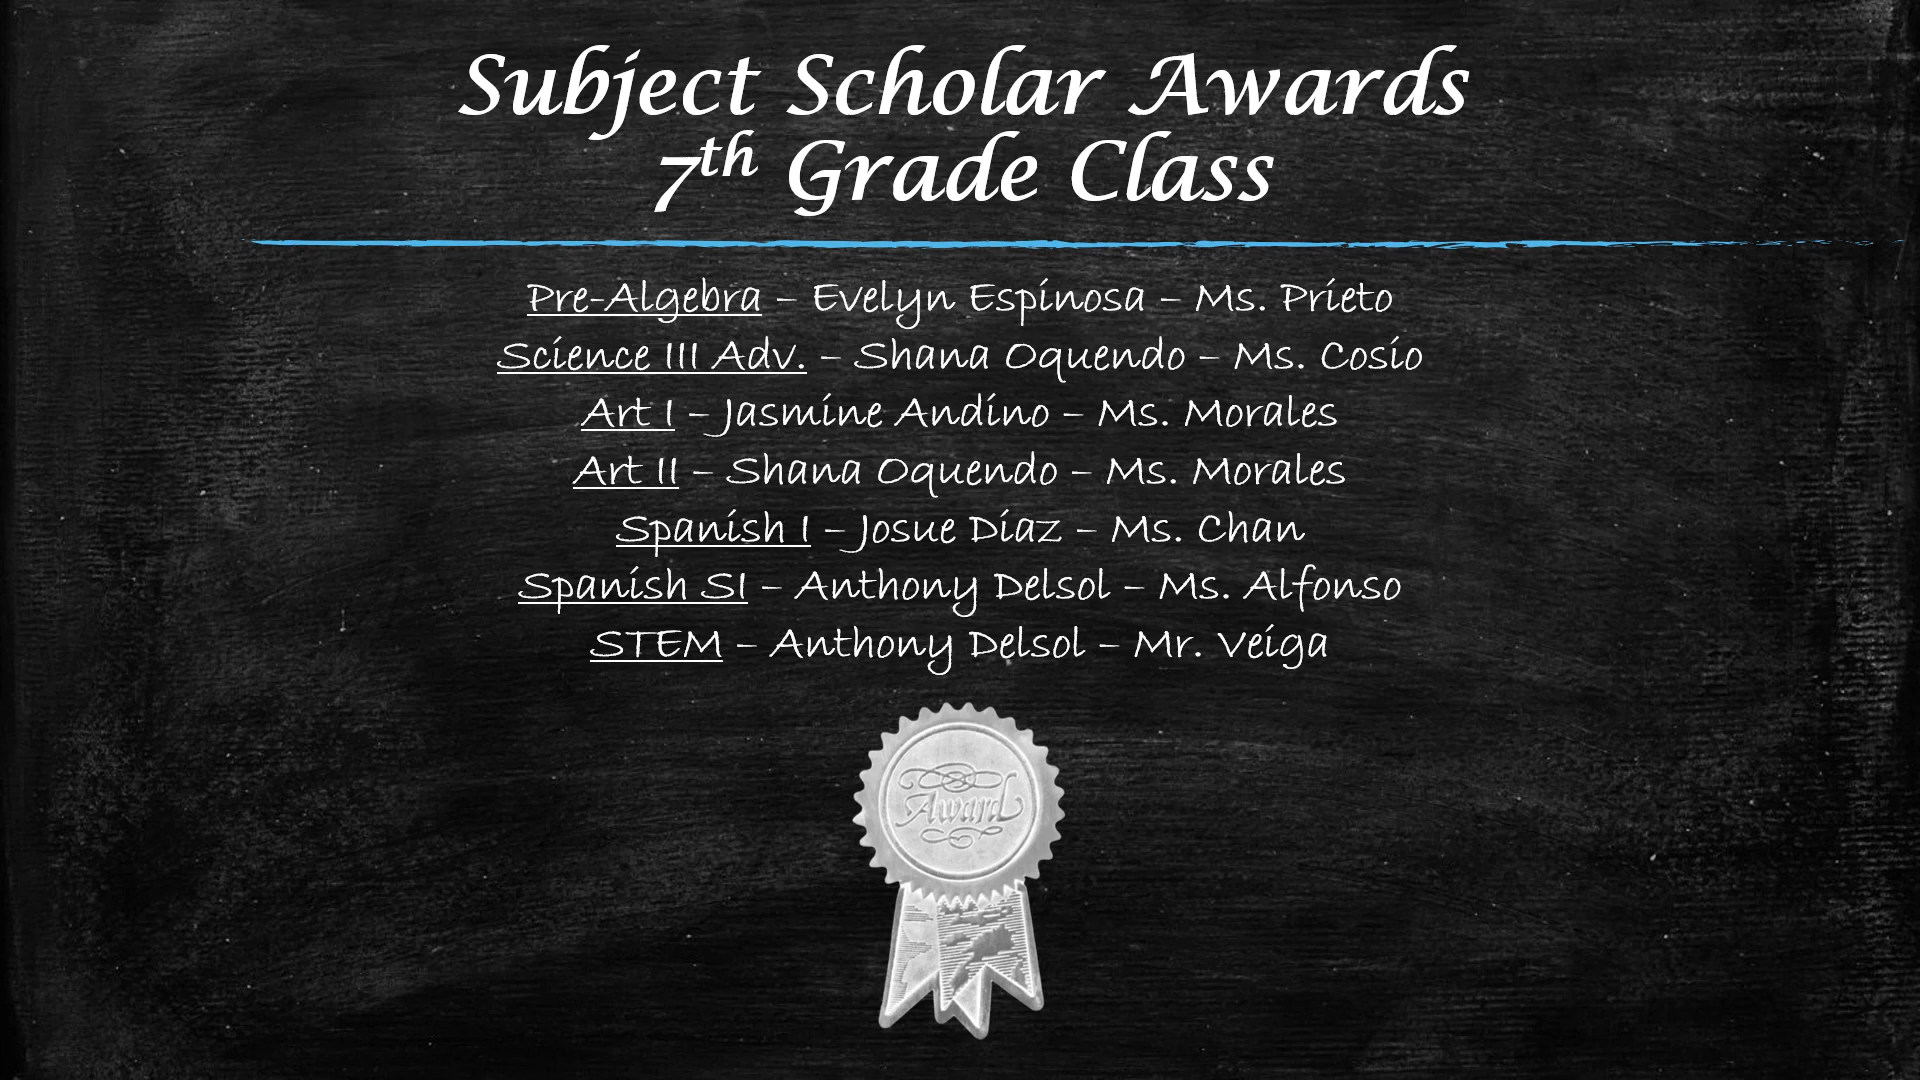 Subject Scholar Awards
7th Grade Class
Pre-Algebra – Evelyn Espinosa – Ms. Prieto
Science III Adv. – Shana Oquendo – Ms. Cosio
Art I – Jasmine Andino – Ms. Morales
Art II – Shana Oquendo – Ms. Morales
Spanish I – Josue Diaz – Ms. Chan
Spanish SI – Anthony Delsol – Ms. Alfonso
STEM – Anthony Delsol – Mr. Veiga
Award